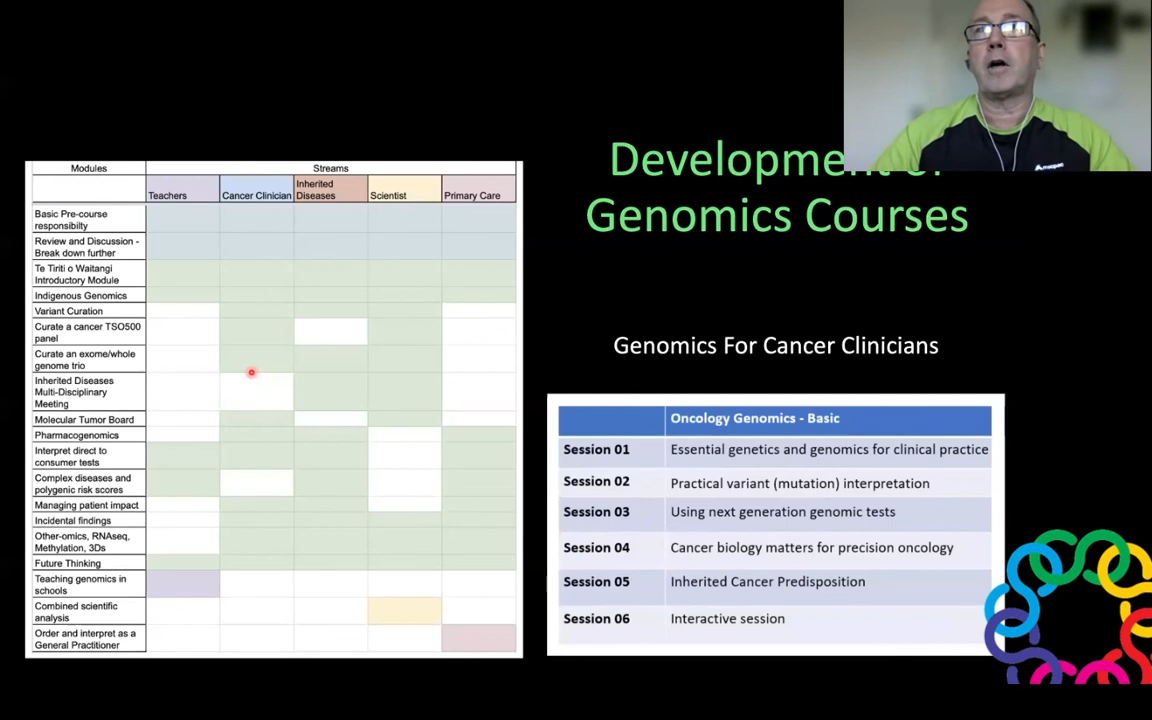 Development of
Genomics Courses
Modules Streams
Teachers Cancer Clinician Inherited Diseases Scientist Primary Care
Basic Pre-course
responsibilty
Review and Discussion -
Break down further
Te Tiriti o Waitangi
Introductory Module
Indigenous Genomics
Variant Curation
Curate a cancer TSO500
panel
Curate an exome/whole
genome trio
Inherited Diseases
Multi-Disciplinary
Meeting
Molecular Tumor Board
Pharmacogenomics
Interpret direct to
consumer tests
Complex diseases and
polygenic risk scores
Managing patient impact
Incidental findings
Other-omics, RNAseq,
Methylation, 3Ds
Future Thinking
Teaching genomics in
schools
Combined scientific
analysis
Order and interpret as a
General Practitioner
Genomics For Cancer Clinicians
Oncology Genomics - Basic
Session 01 Essential genetics and genomics for clinical practice
Session 02 Practical variant (mutation) interpretation
Session 03 Using next generation genomic tests
Session 04 Cancer biology matters for precision oncology
Session 05 Inherited Cancer Predisposition
Session 06 Interactive session